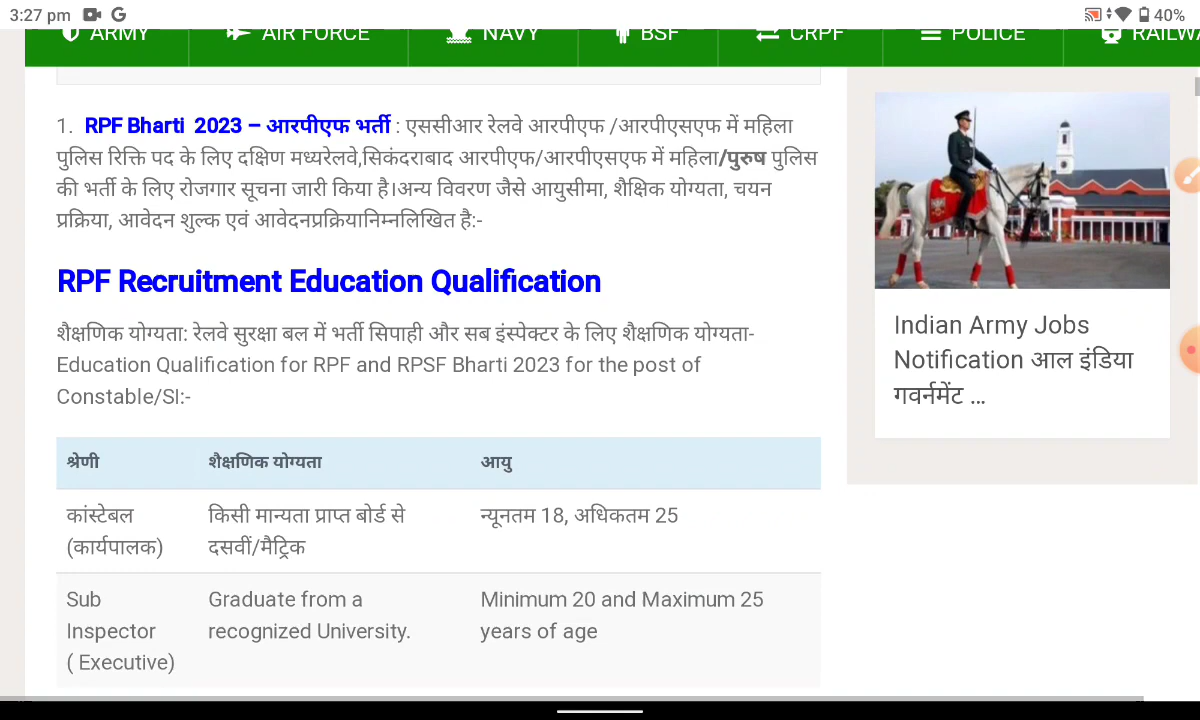 3:27 pm
40%
ARMY AIR FORCE NAVY BSF CRPF POLICE RAILWA
1. RPF Bharti 2023 – आरपीएफ भर्ती : एससीआर रेलवे आरपीएफ /आरपीएसएफ में महिला
पुलिस रिक्ति पद के लिए दक्षिण मध्यरेलवे,सिकंदराबाद आरपीएफ/आरपीएसएफ में महिला/पुरुष पुलिस
की भर्ती के लिए रोजगार सूचना जारी किया है।अन्य विवरण जैसे आयुसीमा, शैक्षिक योग्यता, चयन
प्रक्रिया, आवेदन शुल्क एवं आवेदनप्रक्रियानिम्नलिखित है:-
RPF Recruitment Education Qualification
शैक्षणिक योग्यता: रेलवे सुरक्षा बल में भर्ती सिपाही और सब इंस्पेक्टर के लिए शैक्षणिक योग्यता-
Education Qualification for RPF and RPSF Bharti 2023 for the post of
Constable/SI:-
श्रेणी शैक्षणिक योग्यता आयु
कांस्टेबल किसी मान्यता प्राप्त बोर्ड से न्यूनतम 18, अधिकतम 25
(कार्यपालक) दसवीं/मैट्रिक
Sub Graduate from a Minimum 20 and Maximum 25
Inspector recognized University. years of age
( Executive)
Indian Army Jobs
Notification आल इंडिया
गवर्नमेंट ...